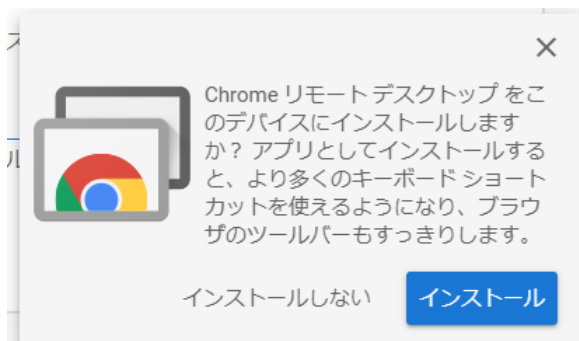 ス
Chrome リモート デスクトップ をこ
のデバイスにインストールします
か？ アプリとしてインストールする
と、より多くのキーボード ショート
カットを使えるようになり、ブラウ
ザのツールバーもすっきりします。
ル
インストールしない
インストール